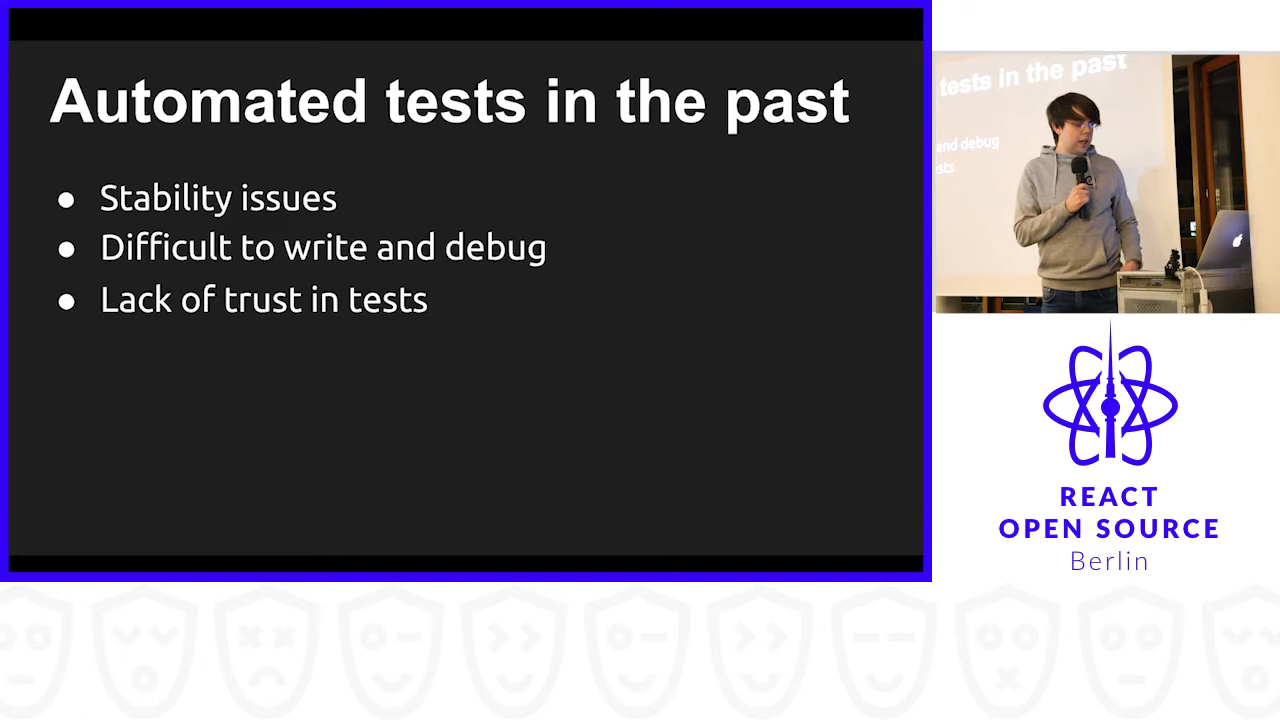 Automated tests in the past
● Stability issues
● Difficult to write and debug
● Lack of trust in tests
tests in the past
and debug
sts
REACT
OPEN SOURCE
Berlin